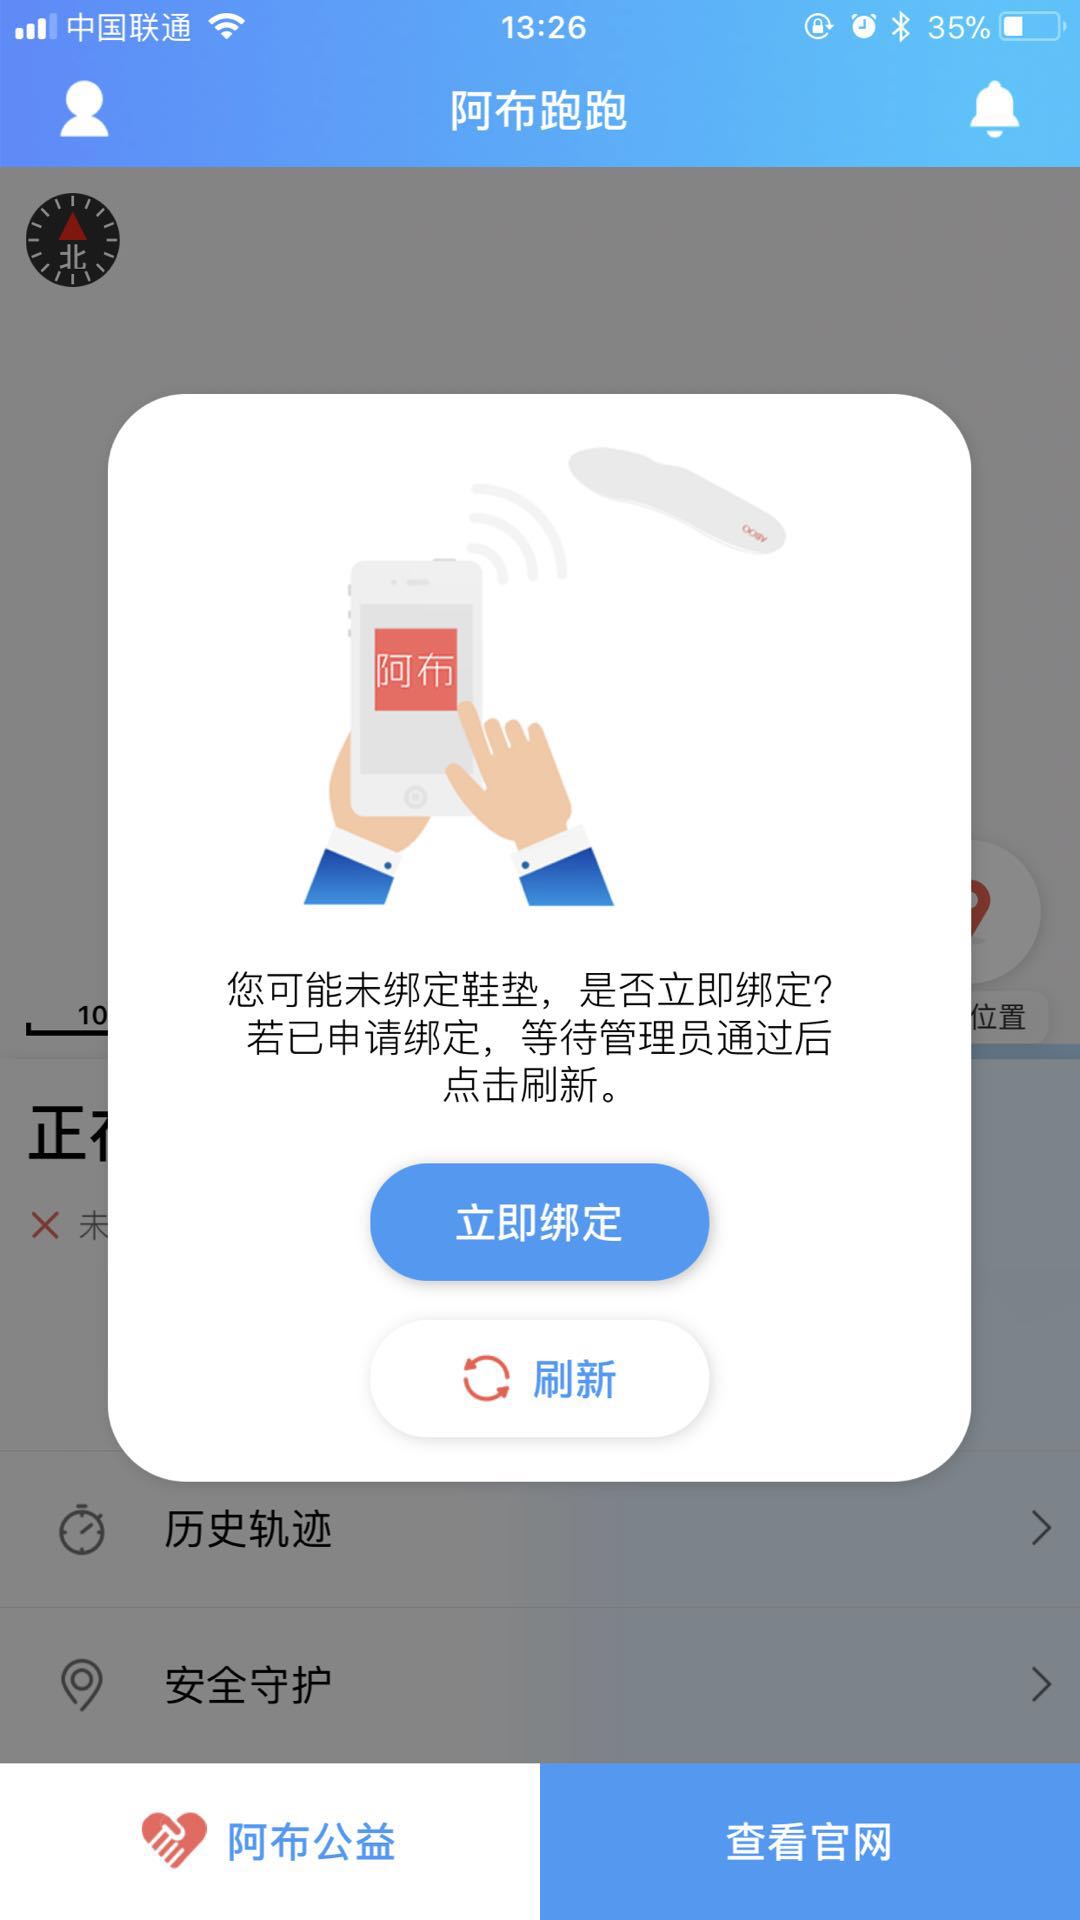 中国联通
13:26
35%
阿布跑跑
北
ABOO
阿布
您可能未绑定鞋垫，是否立即绑定？
若已申请绑定，等待管理员通过后
点击刷新。
10
位置
正在
未
立即绑定
刷新
历史轨迹
安全守护
阿布公益
查看官网